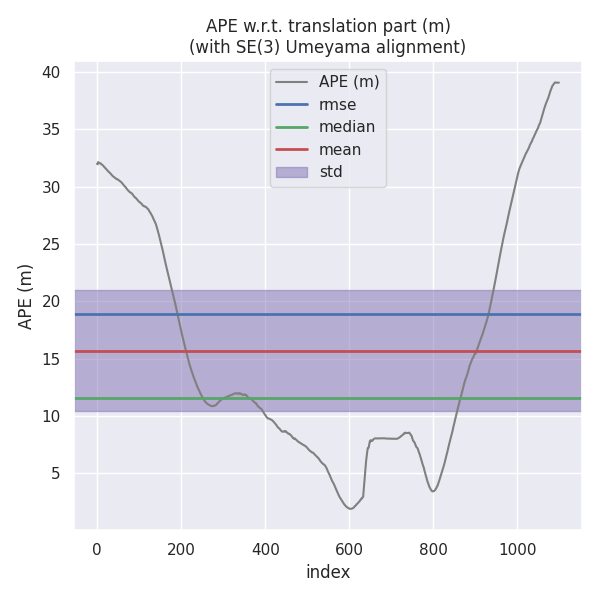 APE w.r.t. translation part (m)
(with SE(3) Umeyama alignment)
APE (m)
rmse
median
mean
std
APE (m)
40
35
30
25
20
15
10
5
0 200 400 600 800 1000
index